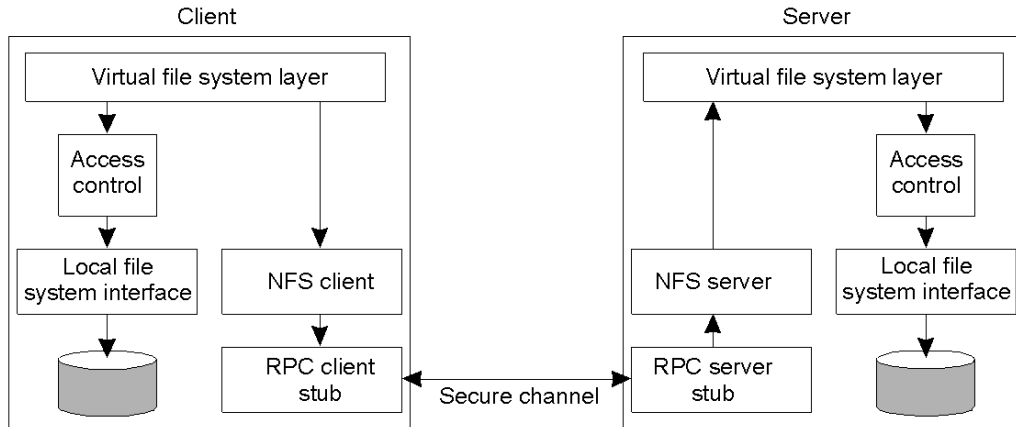 Client
Server
Virtual file system layer
Virtual file system layer
Access
control
Access
control
Local file
system interface
NFS client
NFS server
Local file
system interface
RPC client
stub
Secure channel
RPC server
stub